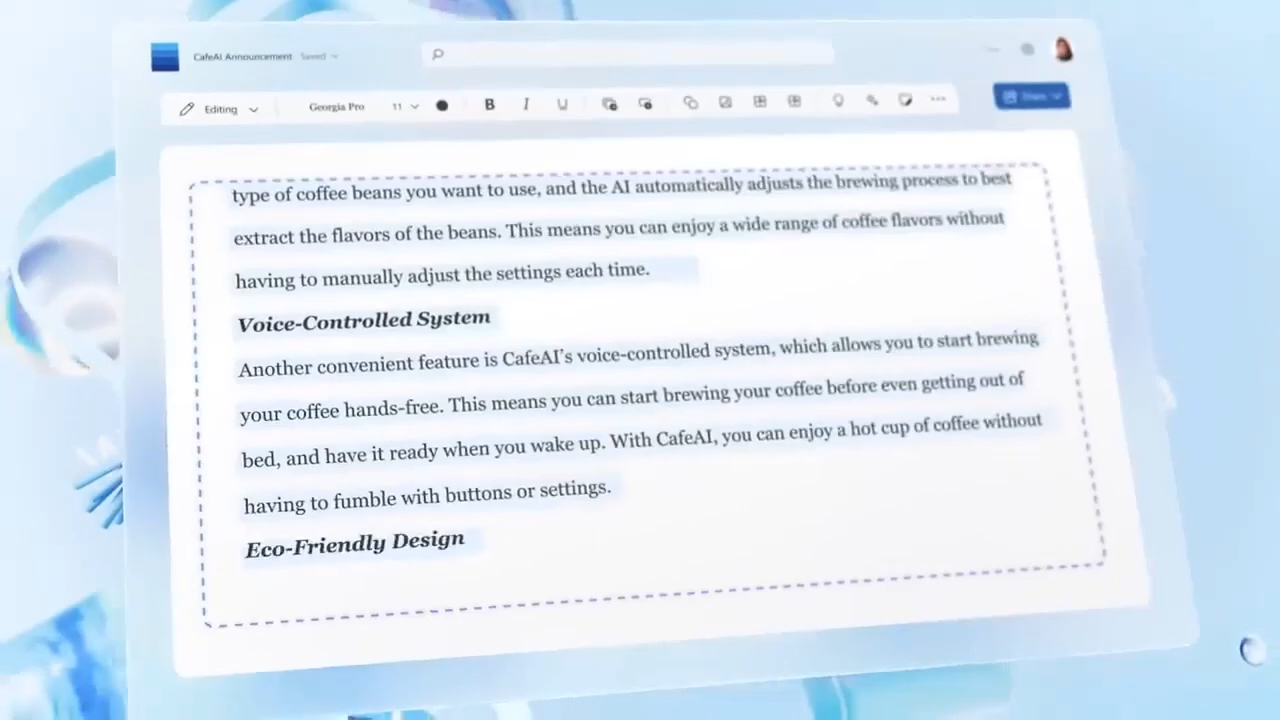 CafeAI Announcement Saved
Editing Georgia Pro 11 B I U
Share
type of coffee beans you want to use, and the AI automatically adjusts the brewing process to best
extract the flavors of the beans. This means you can enjoy a wide range of coffee flavors without
having to manually adjust the settings each time.
Voice-Controlled System
Another convenient feature is CafeAI’s voice-controlled system, which allows you to start brewing
your coffee hands-free. This means you can start brewing your coffee before even getting out of
bed, and have it ready when you wake up. With CafeAI, you can enjoy a hot cup of coffee without
having to fumble with buttons or settings.
Eco-Friendly Design